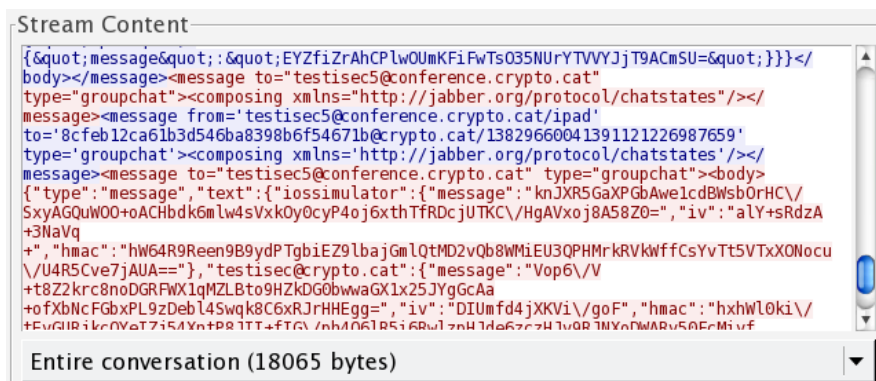 Stream Content
{&quot;message&quot;:&quot;EYZfiZrAhCPlwOUmKFiFwTsO35NUrYTVVYJjT9ACmSU=&quot;}}}</
body></message><message to="testisec5@conference.crypto.cat"
type="groupchat"><composing xmlns="http://jabber.org/protocol/chatstates"/></
message><message from='testisec5@conference.crypto.cat/ipad'
to='8cfeb12ca61b3d546ba8398b6f54671b@crypto.cat/13829660041391121226987659'
type='groupchat'><composing xmlns='http://jabber.org/protocol/chatstates'/></
message><message to="testisec5@conference.crypto.cat" type="groupchat"><body>
{"type":"message","text":{"iossimulator":{"message":"knJXR5GaXPGbAwe1cdBWsbOrHC\/
SxyAGQuWOO+oACHbdk6mlw4sVxkOy0cyP4oj6xthTfRDcjUTKC\/HgAVxoj8A58Z0=","iv":"alY+sRdzA
+3NaVq
+","hmac":"hW64R9Reen9B9ydPTgbiEZ9lbajGmlQtMD2vQb8WMiEU3QPHMrkRVkWffCsYvTt5VTxXONocu
\/U4R5Cve7jAUA=="},"testisec@crypto.cat":{"message":"Vop6\/V
+t8Z2krc8noDGRFWX1qMZLBto9HZkDG0bwwaGX1x25JYgGcAa
+ofXbNcFGbxPL9zDebl4Swqk8C6xRJrHHEgg=","iv":"DIUmfd4jXKVi\/goF","hmac":"hxhWl0ki\/
Entire conversation (18065 bytes)